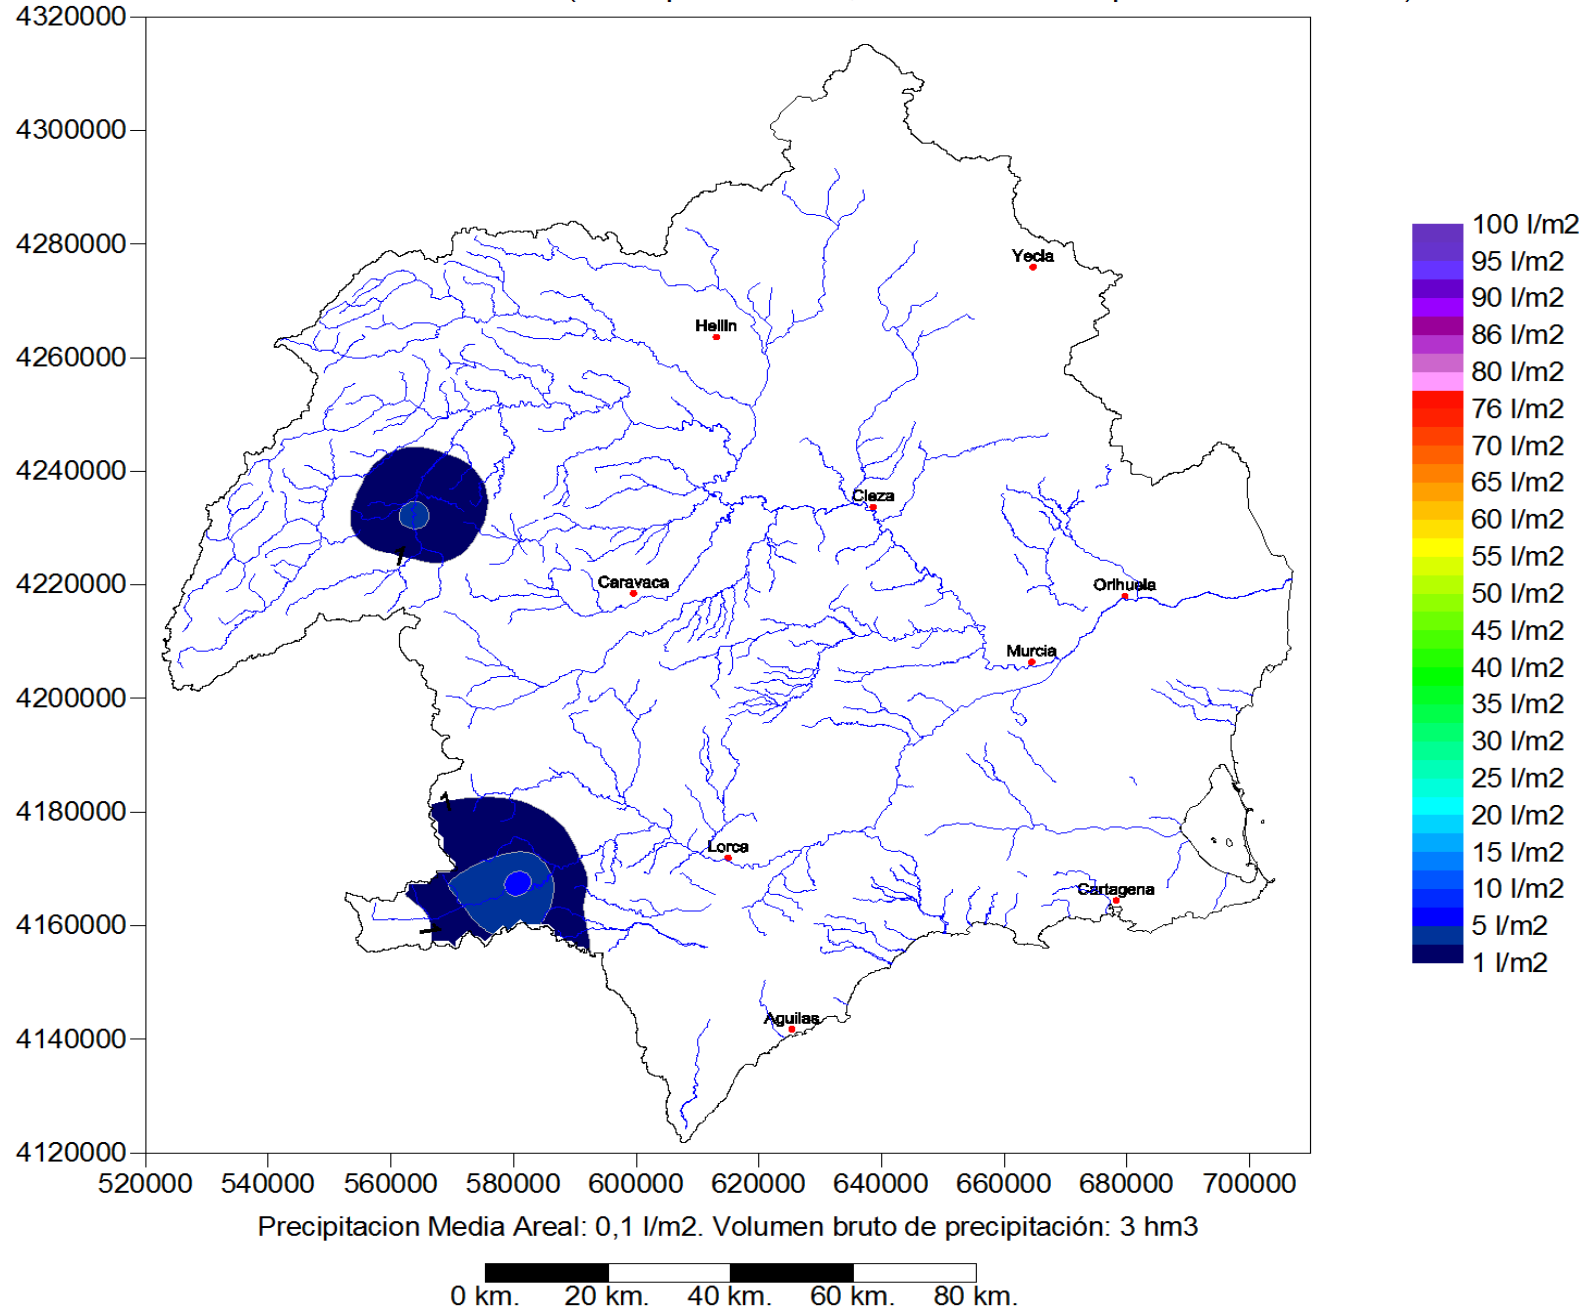 4320000
4300000
4280000
4260000
4240000
4220000
4200000
4180000
4160000
4140000
4120000
520000 540000 560000 580000 600000 620000 640000 660000 680000 700000
Yecla
Hellin
Cieza
Caravaca
Orihuela
Murcia
Lorca
Cartagena
Aguilas
1
1
1
100 l/m2
95 l/m2
90 l/m2
86 l/m2
80 l/m2
76 l/m2
70 l/m2
65 l/m2
60 l/m2
55 l/m2
50 l/m2
45 l/m2
40 l/m2
35 l/m2
30 l/m2
25 l/m2
20 l/m2
15 l/m2
10 l/m2
5 l/m2
1 l/m2
Precipitacion Media Areal: 0,1 l/m2. Volumen bruto de precipitación: 3 hm3
0 km. 20 km. 40 km. 60 km. 80 km.